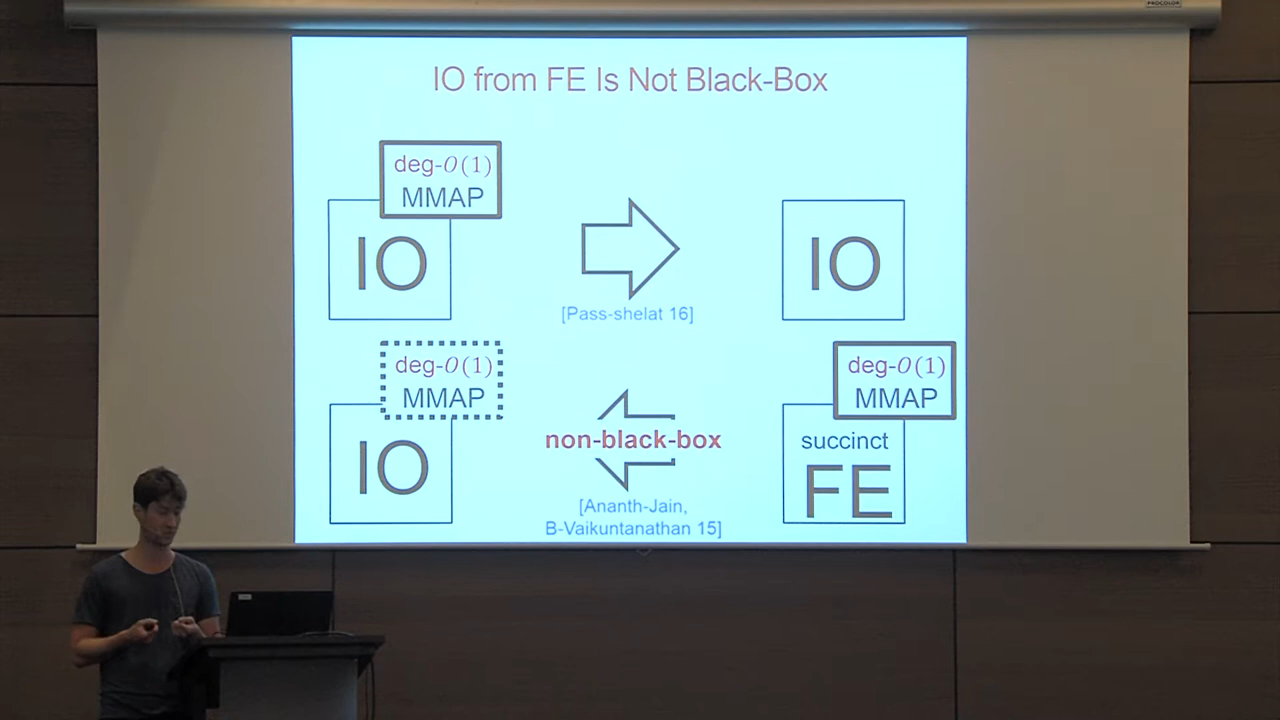 PROCOLOR
IO from FE Is Not Black-Box
deg-O(1)
MMAP
IO
[Pass-shelat 16]
IO
deg-O(1)
MMAP
IO
non-black-box
[Ananth-Jain,
B-Vaikuntanathan 15]
deg-O(1)
MMAP
succinct
FE